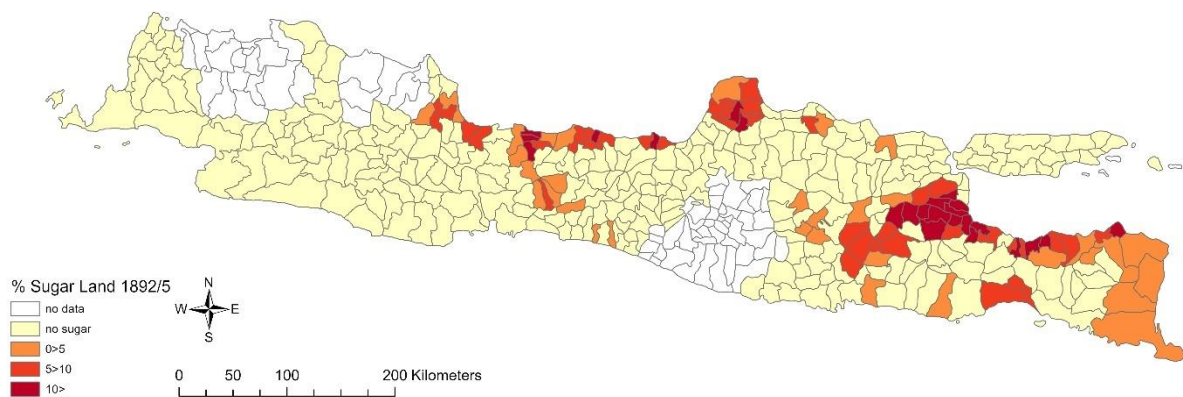 % Sugar Land 1892/5
no data
no sugar
0>5
5>10
10>
N
W E
S
0 50 100 200 Kilometers